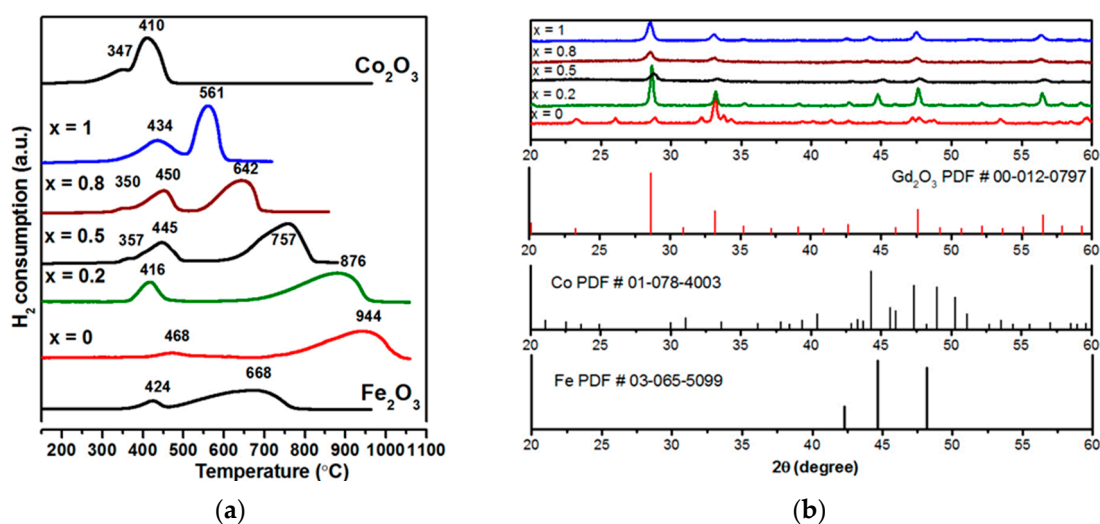 H₂ consumption (a.u.)
410
347
Co₂O₃
561
x = 1
434
642
x = 0.8
350
450
x = 0.5
357
445
757
x = 0.2
416
876
x = 0
468
944
Fe₂O₃
424
668
200 300 400 500 600 700 800 900 1000 1100
Temperature (°C)
(a)
x = 1
x = 0.8
x = 0.5
x = 0.2
x = 0
20 25 30 35 40 45 50 55 60
Gd₂O₃ PDF # 00-012-0797
20 25 30 35 40 45 50 55 60
Co PDF # 01-078-4003
20 25 30 35 40 45 50 55 60
Fe PDF # 03-065-5099
20 25 30 35 40 45 50 55 60
2θ (degree)
(b)